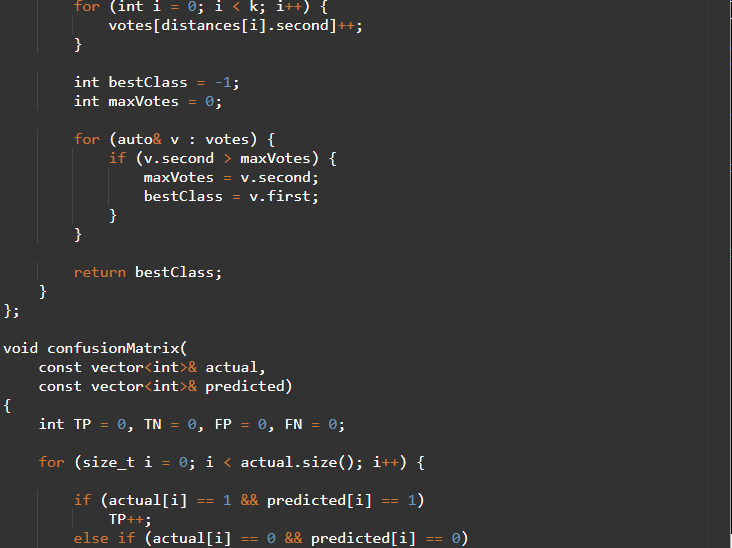 for (int i = 0; i < k; i++) {
votes[distances[i].second]++;
}
int bestClass = -1;
int maxVotes = 0;
for (auto& v : votes) {
if (v.second > maxVotes) {
maxVotes = v.second;
bestClass = v.first;
}
}
return bestClass;
}
};
void confusionMatrix(
const vector<int>& actual,
const vector<int>& predicted)
{
int TP = 0, TN = 0, FP = 0, FN = 0;
for (size_t i = 0; i < actual.size(); i++) {
if (actual[i] == 1 && predicted[i] == 1)
TP++;
else if (actual[i] == 0 && predicted[i] == 0)